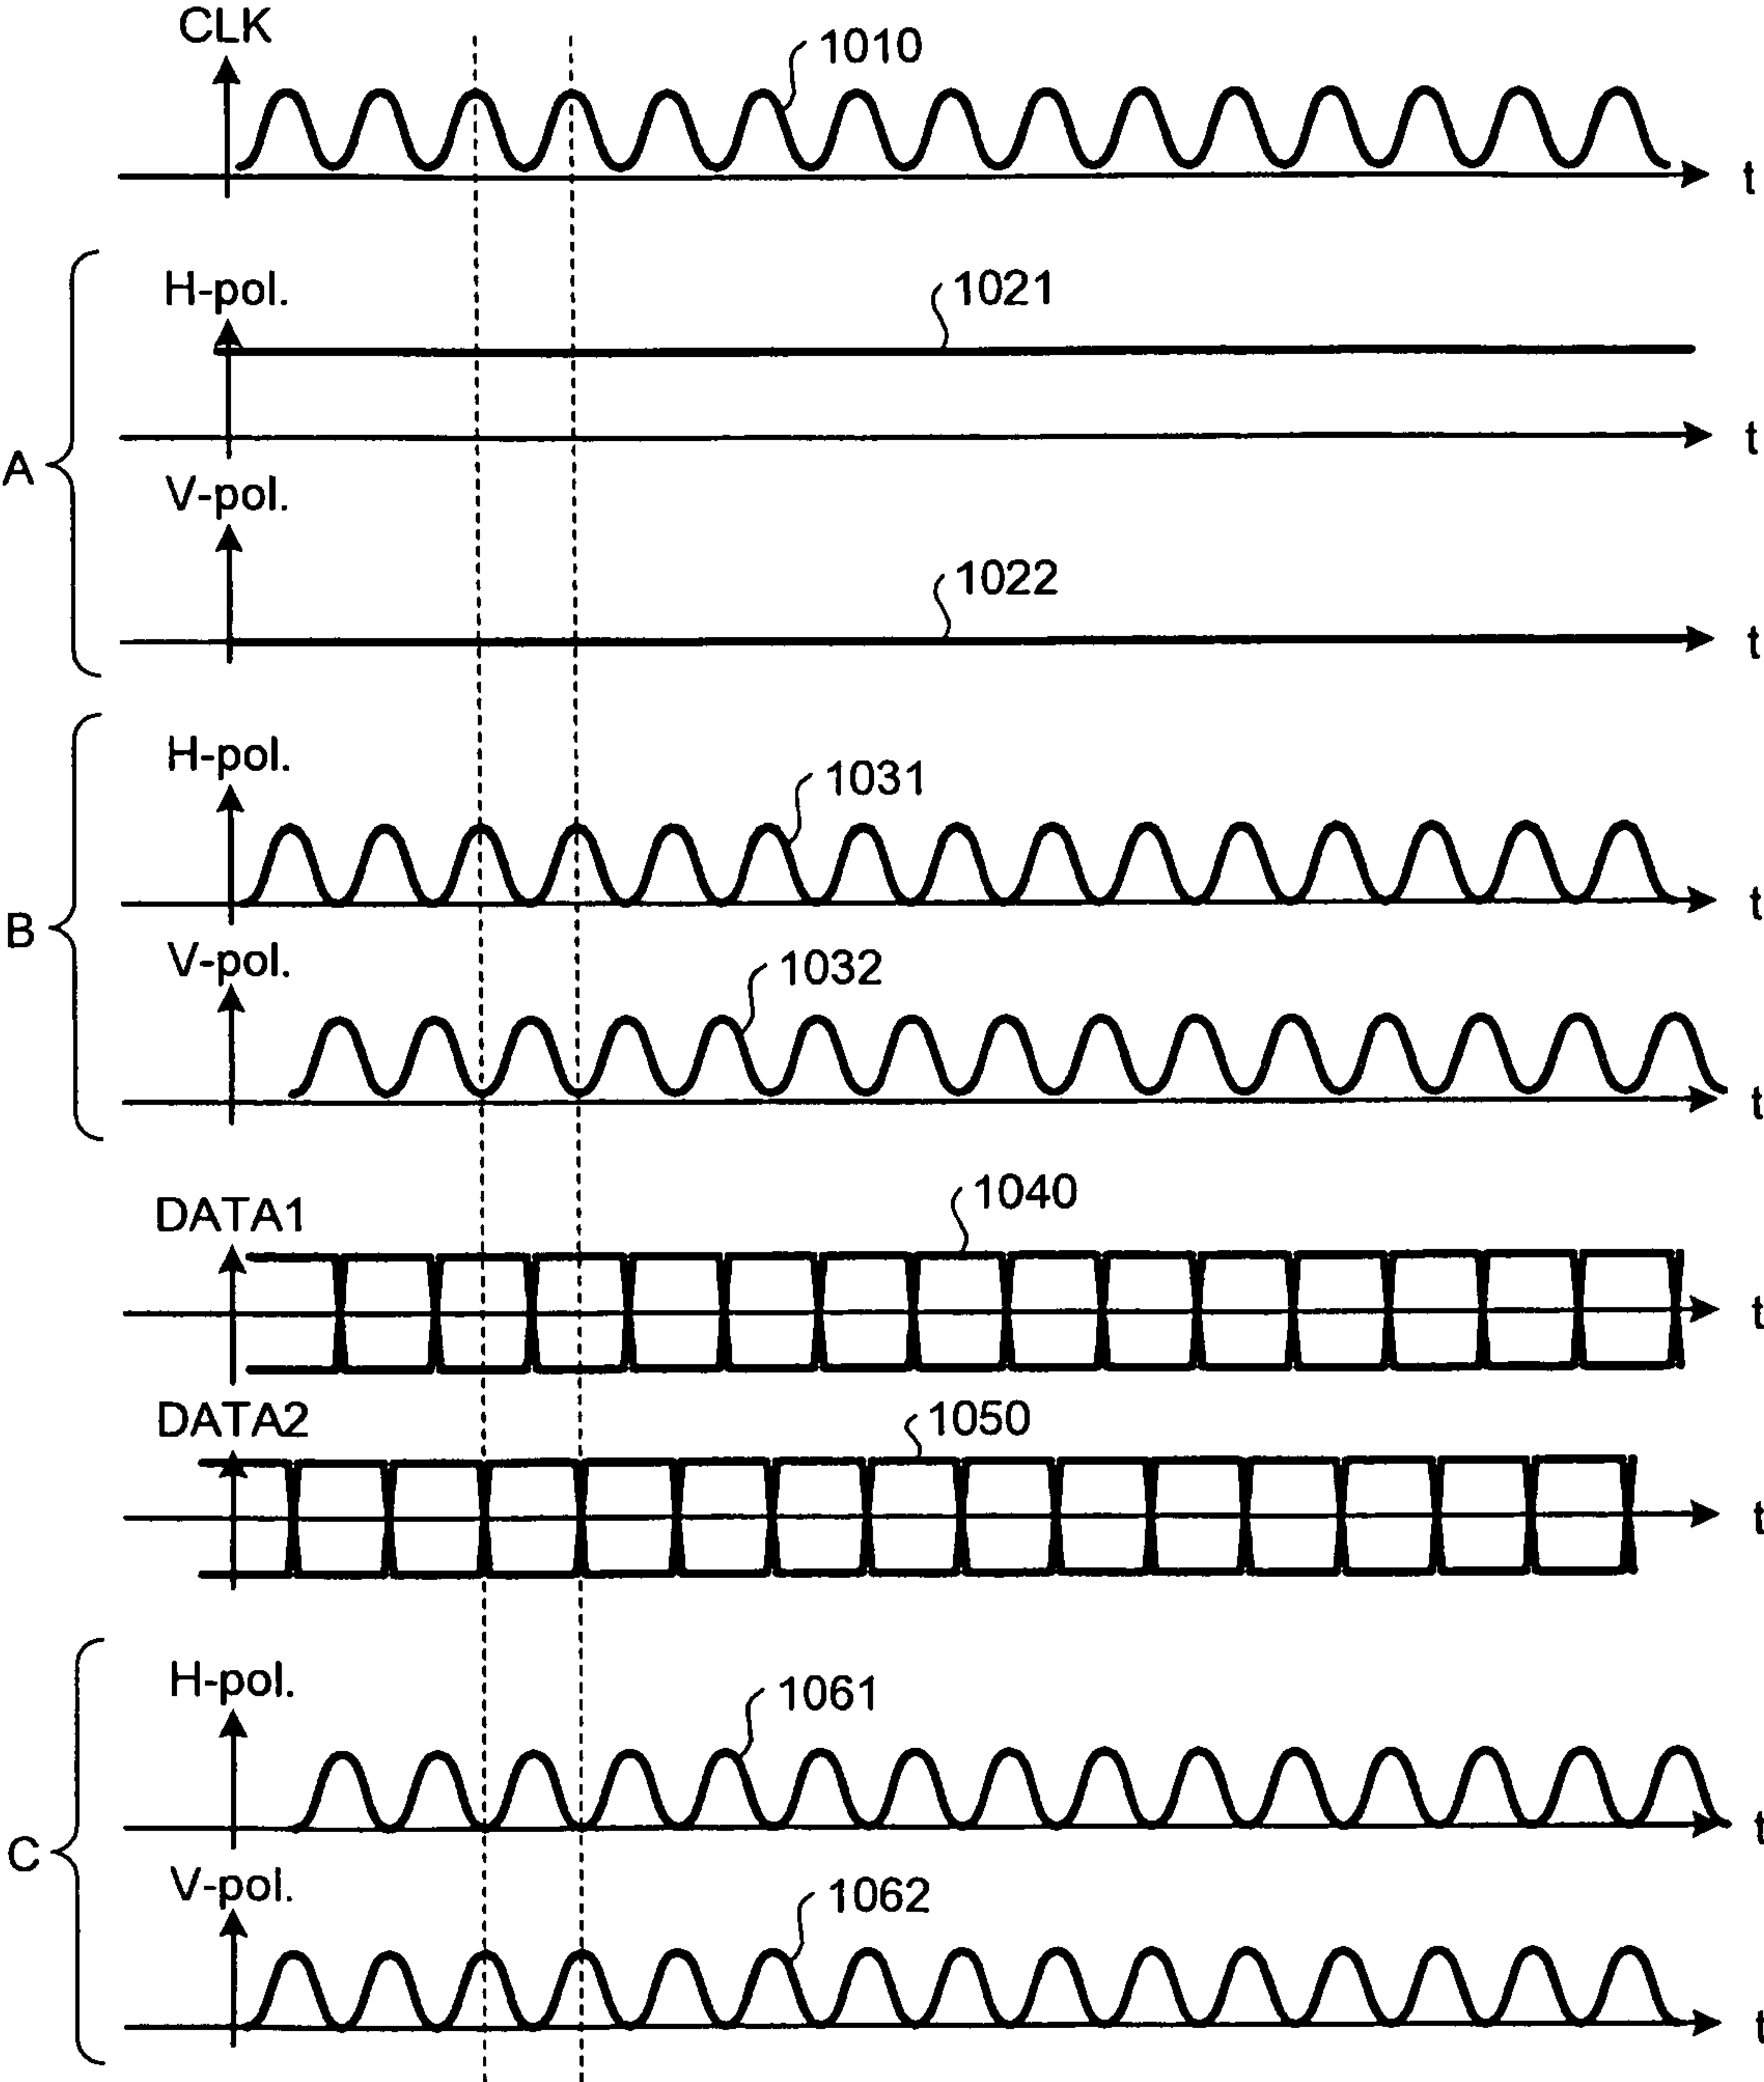 CLK
1010
t
A
H-pol.
1021
t
V-pol.
1022
t
B
H-pol.
1031
t
V-pol.
1032
t
DATA1
1040
t
DATA2
1050
t
C
H-pol.
1061
t
V-pol.
1062
t